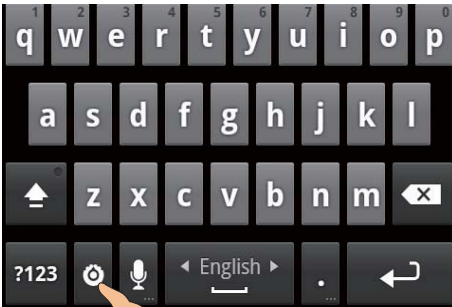 1 2 3 4 5 6 7 8 9 0
q w e r t y u i o p
a s d f g h j k l
z x c v b n m
?123 English . ...